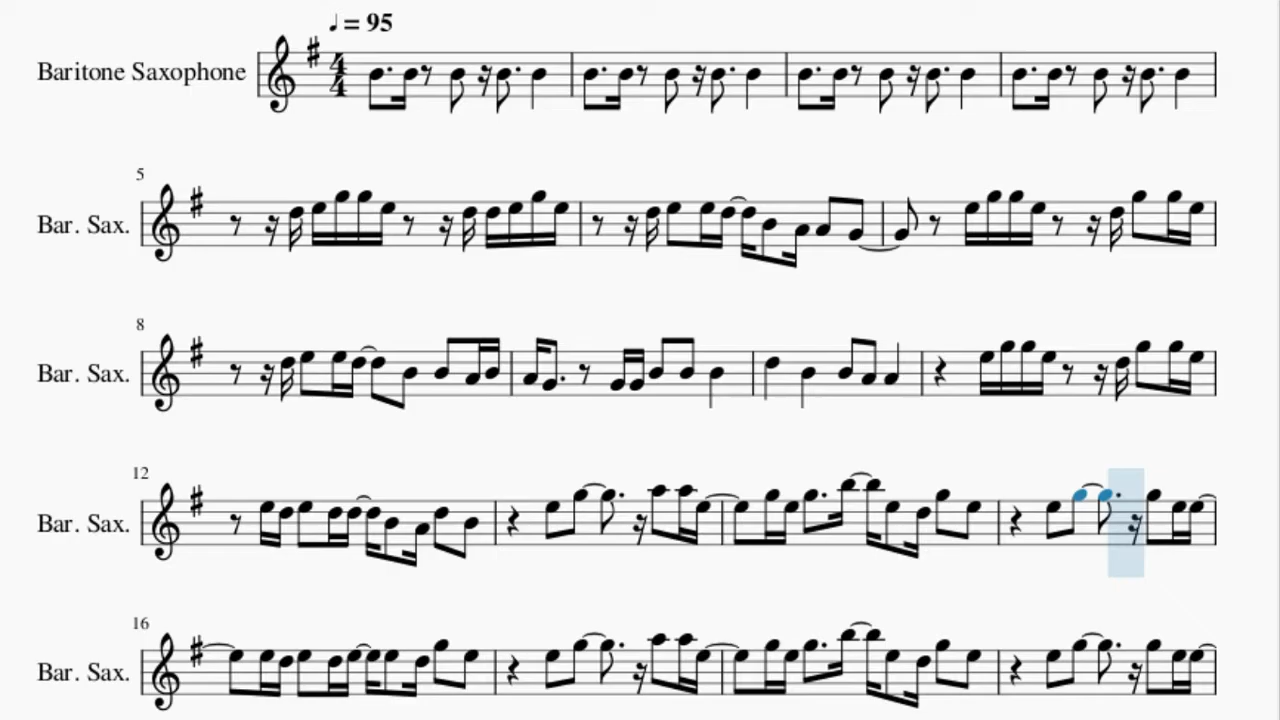 ♩ = 95
Baritone Saxophone
4
4
5
Bar. Sax.
8
Bar. Sax.
12
Bar. Sax.
16
Bar. Sax.